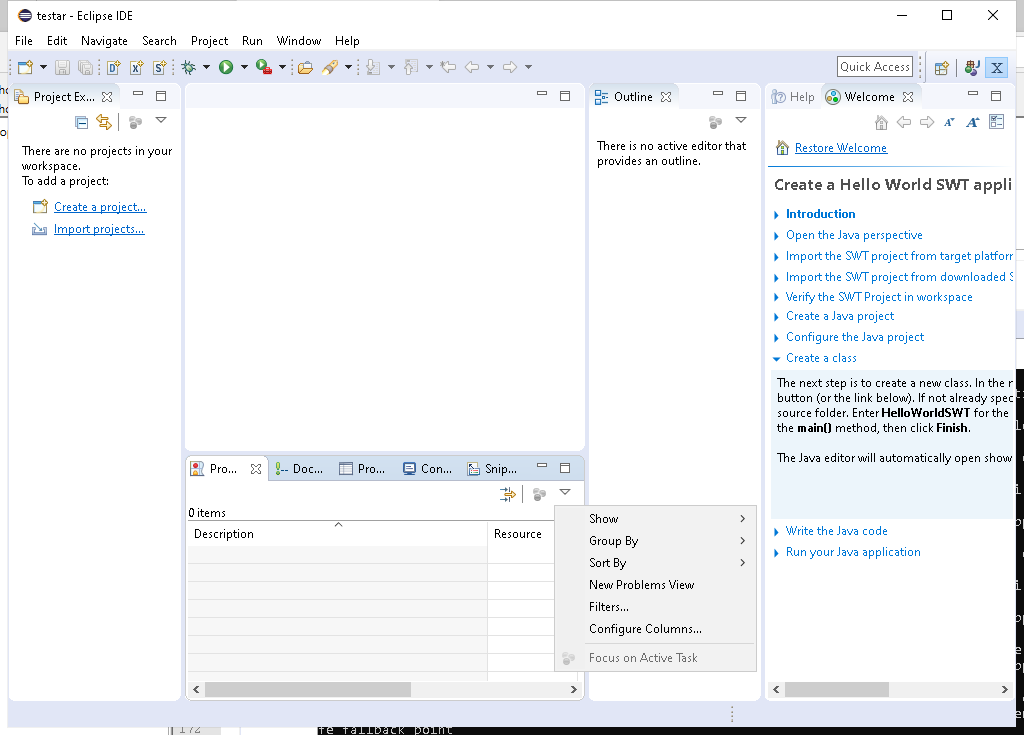 testar - Eclipse IDE
File Edit Navigate Search Project Run Window Help
Quick Access
Project Ex...
There are no projects in your
workspace.
To add a project:
Create a project...
Import projects...
Outline
There is no active editor that
provides an outline.
Help Welcome
Restore Welcome
Create a Hello World SWT appli
Introduction
Open the Java perspective
Import the SWT project from target platfor
Import the SWT project from downloaded S
Verify the SWT Project in workspace
Create a Java project
Configure the Java project
Create a class
The next step is to create a new class. In the r
button (or the link below). If not already spec
source folder. Enter HelloWorldSWT for the
the main() method, then click Finish.
The Java editor will automatically open show
Write the Java code
Run your Java application
Pro... Doc... Pro... Con... Snip...
0 items
Description Resource
Show
Group By
Sort By
New Problems View
Filters...
Configure Columns...
Focus on Active Task
172 fe fallback point